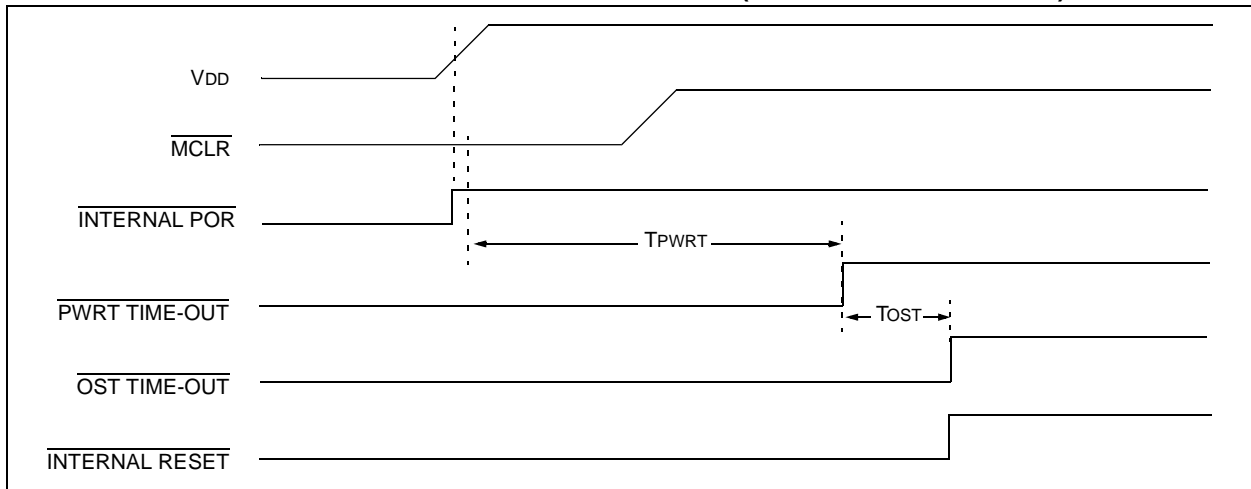 VDD
MCLR
INTERNAL POR
TPWRT
PWRT TIME-OUT
TOST
OST TIME-OUT
INTERNAL RESET